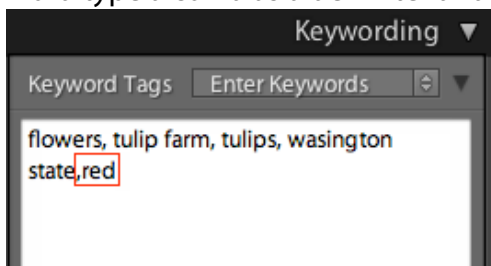 Keywording ▼
Keyword Tags Enter Keywords
flowers, tulip farm, tulips, wasington
state,red